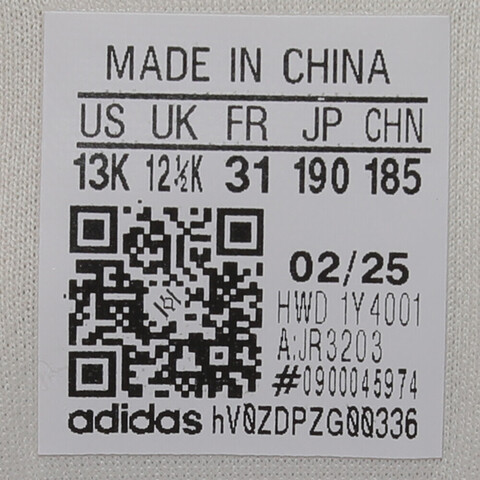 MADE IN CHINA
US UK FR JP CHN
13K 12½K 31 190 185
02/25
HWD 1Y4001
A:JR3203
#0900045974
adidas hV0ZDPZG00336